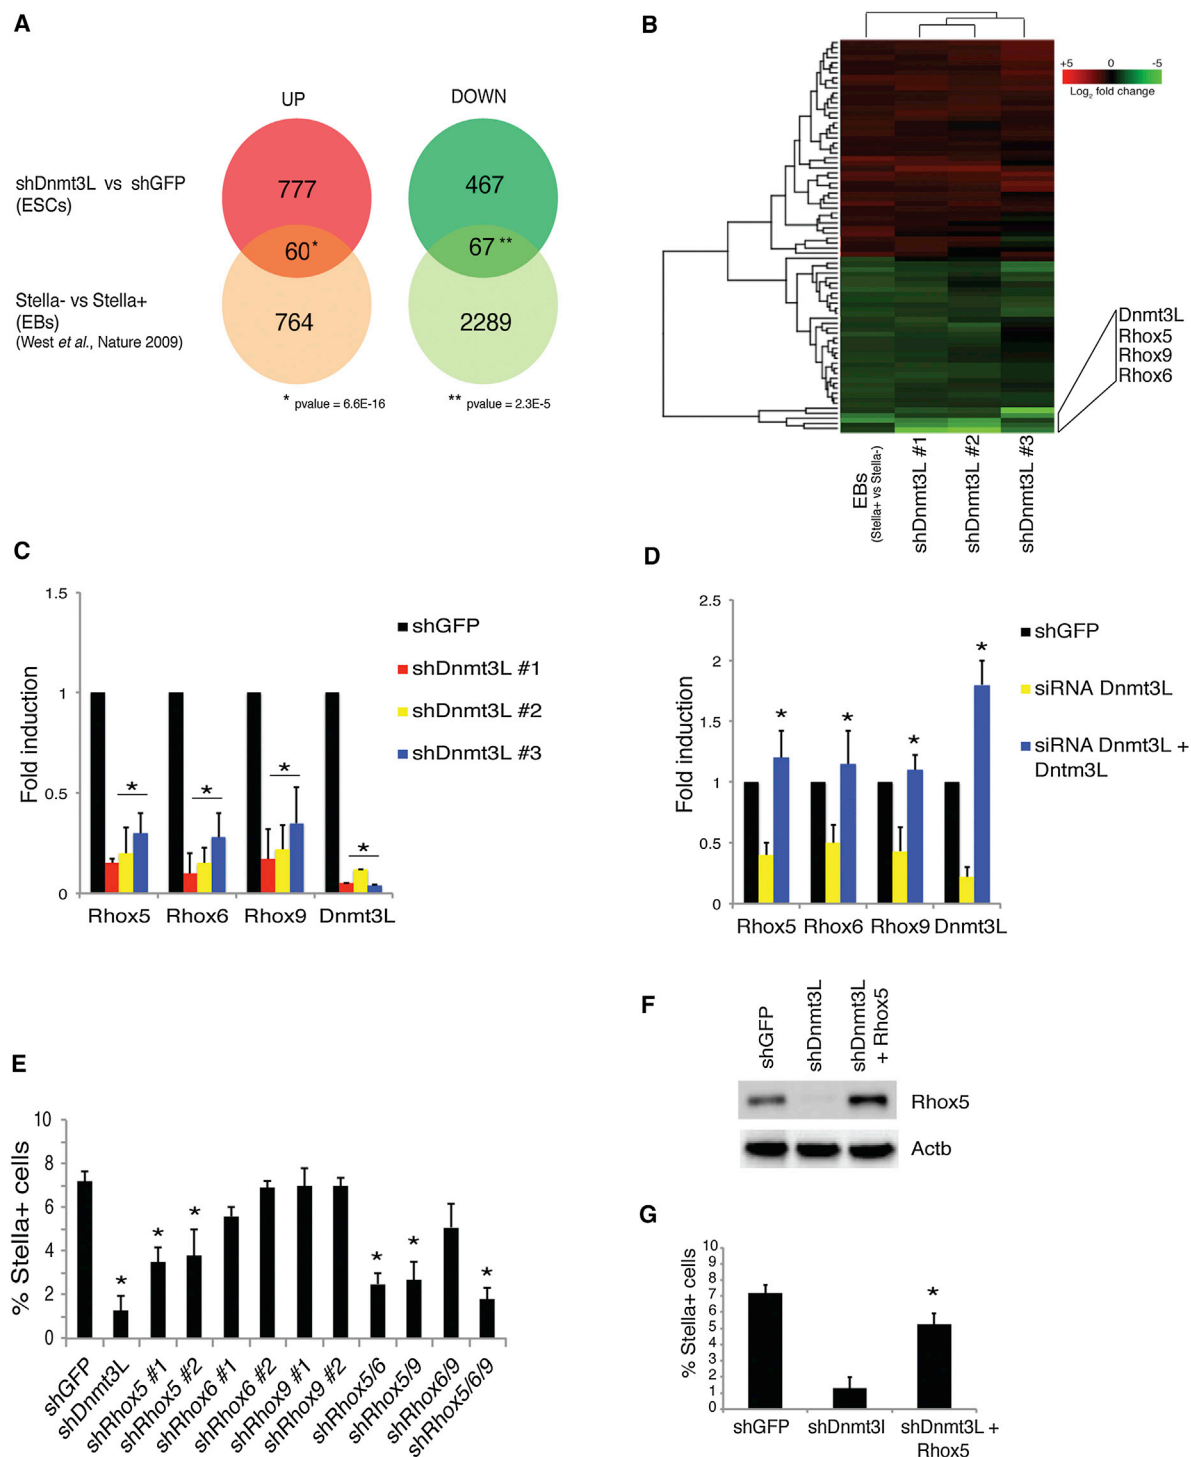 A
UP
DOWN
shDnmt3L vs shGFP
(ESCs)
777
467
60*
67 **
Stella- vs Stella+
(EBs)
(West et al., Nature 2009)
764
2289
* pvalue = 6.6E-16
** pvalue = 2.3E-5
B
+5 0 -5
Log2 fold change
Dnmt3L
Rhox5
Rhox9
Rhox6
EBs
(Stella+ vs Stella-)
shDnmt3L #1
shDnmt3L #2
shDnmt3L #3
C
Fold induction
1.5
1
0.5
0
* * * *
Rhox5 Rhox6 Rhox9 Dnmt3L
shGFP
shDnmt3L #1
shDnmt3L #2
shDnmt3L #3
D
Fold induction
2.5
2
1.5
1
0.5
0
* * * *
Rhox5 Rhox6 Rhox9 Dnmt3L
shGFP
siRNA Dnmt3L
siRNA Dnmt3L +
Dntm3L
E
% Stella+ cells
10
8
6
4
2
0
* * * * * *
shGFP
shDnmt3L
shRhox5 #1
shRhox5 #2
shRhox6 #1
shRhox6 #2
shRhox9 #1
shRhox9 #2
shRhox5/6
shRhox5/9
shRhox6/9
shRhox5/6/9
F
shGFP
shDnmt3L
shDnmt3L
+ Rhox5
Rhox5
Actb
G
% Stella+ cells
10
9
8
7
6
5
4
3
2
1
0
*
shGFP
shDnmt3l
shDnmt3L +
Rhox5